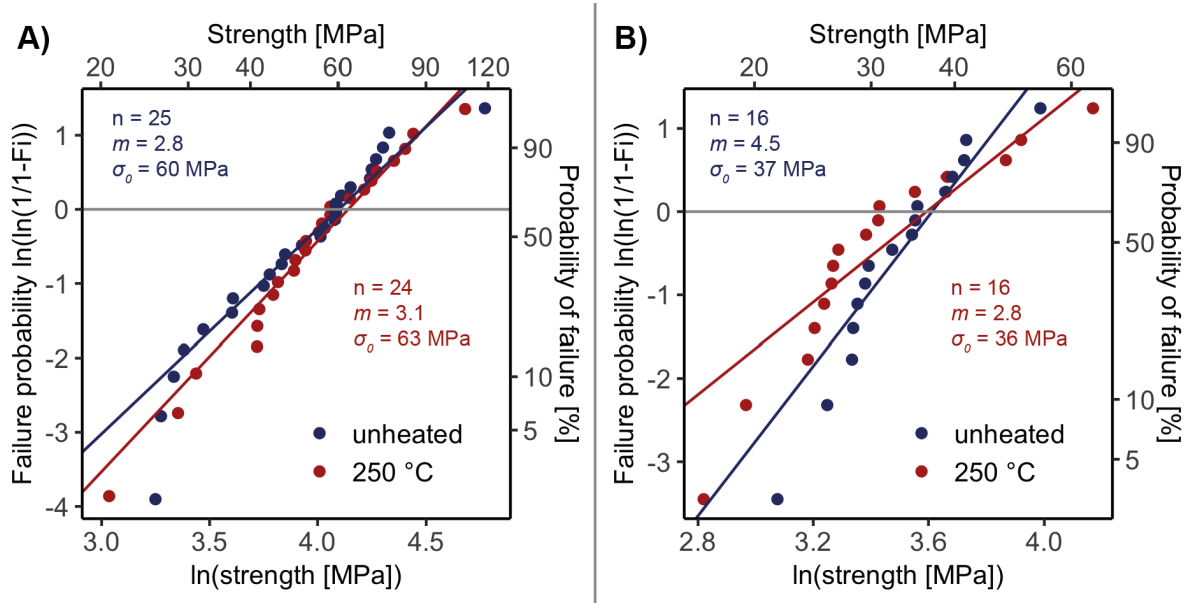 A)
Strength [MPa]
20 30 40 60 90 120
n = 25
m = 2.8
σ0 = 60 MPa
Failure probability ln(ln(1/1-Fi))
1
0
-1
-2
-3
-4
90
50
10
5
Probability of failure [%]
n = 24
m = 3.1
σ0 = 63 MPa
unheated
250 °C
3.0 3.5 4.0 4.5
ln(strength [MPa])
B)
Strength [MPa]
20 30 40 60
n = 16
m = 4.5
σ0 = 37 MPa
Failure probability ln(ln(1/1-Fi))
1
0
-1
-2
-3
90
50
10
5
Probability of failure [%]
n = 16
m = 2.8
σ0 = 36 MPa
unheated
250 °C
2.8 3.2 3.6 4.0
ln(strength [MPa])